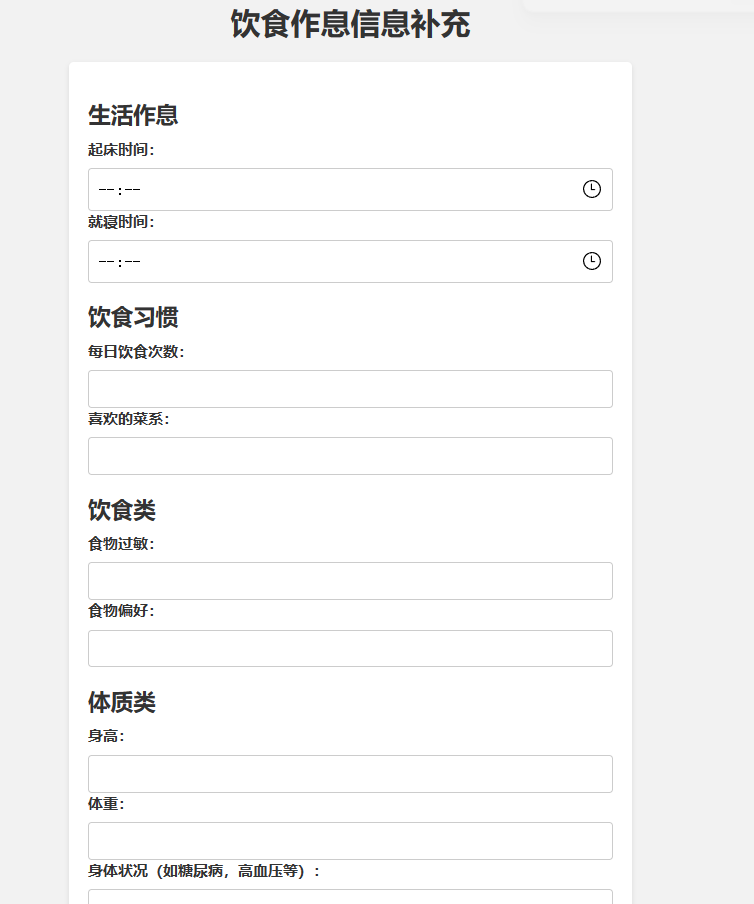 饮食作息信息补充
生活作息
起床时间：
--:--
就寝时间：
--:--
饮食习惯
每日饮食次数：
喜欢的菜系：
饮食类
食物过敏：
食物偏好：
体质类
身高：
体重：
身体状况（如糖尿病，高血压等）：